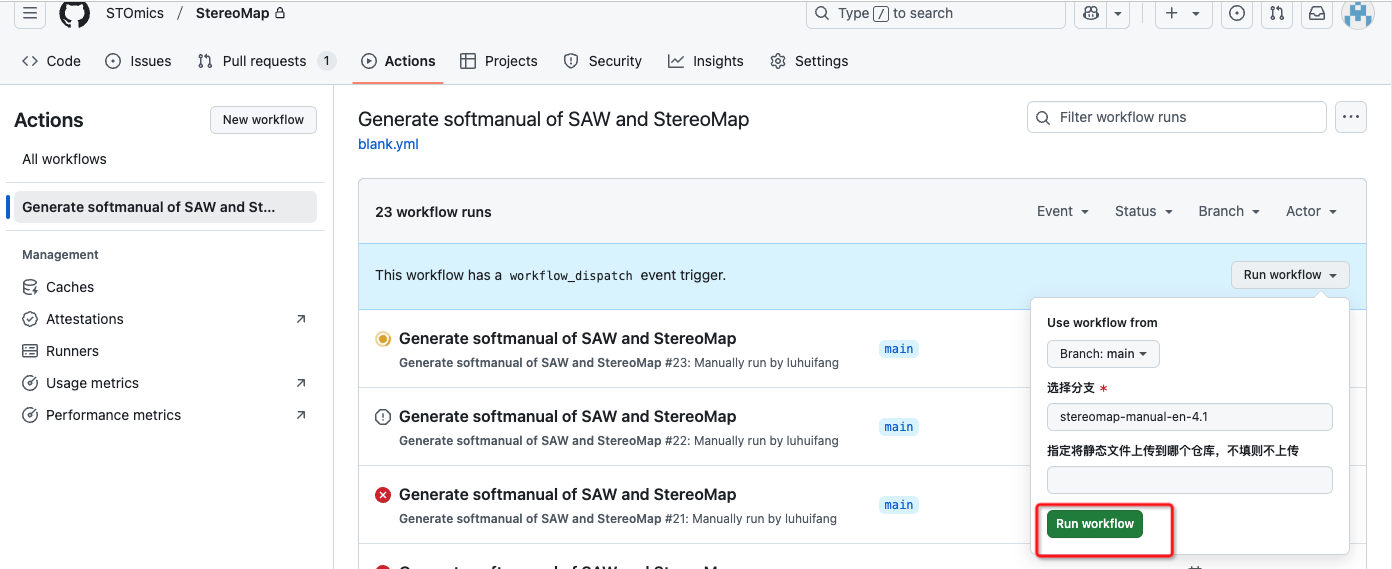 STOmics / StereoMap
Type / to search
Code
Issues
Pull requests 1
Actions
Projects
Security
Insights
Settings
Actions
New workflow
All workflows
Generate softmanual of SAW and St...
Management
Caches
Attestations
Runners
Usage metrics
Performance metrics
Generate softmanual of SAW and StereoMap
blank.yml
Filter workflow runs
23 workflow runs
Event
Status
Branch
Actor
This workflow has a workflow_dispatch event trigger.
Run workflow
Use workflow from
Branch: main
选择分支 *
stereomap-manual-en-4.1
指定将静态文件上传到哪个仓库，不填则不上传
Run workflow
Generate softmanual of SAW and StereoMap
Generate softmanual of SAW and StereoMap #23: Manually run by luhuifang
main
Generate softmanual of SAW and StereoMap
Generate softmanual of SAW and StereoMap #22: Manually run by luhuifang
main
Generate softmanual of SAW and StereoMap
Generate softmanual of SAW and StereoMap #21: Manually run by luhuifang
main
Generate softmanual of SAW and StereoMap